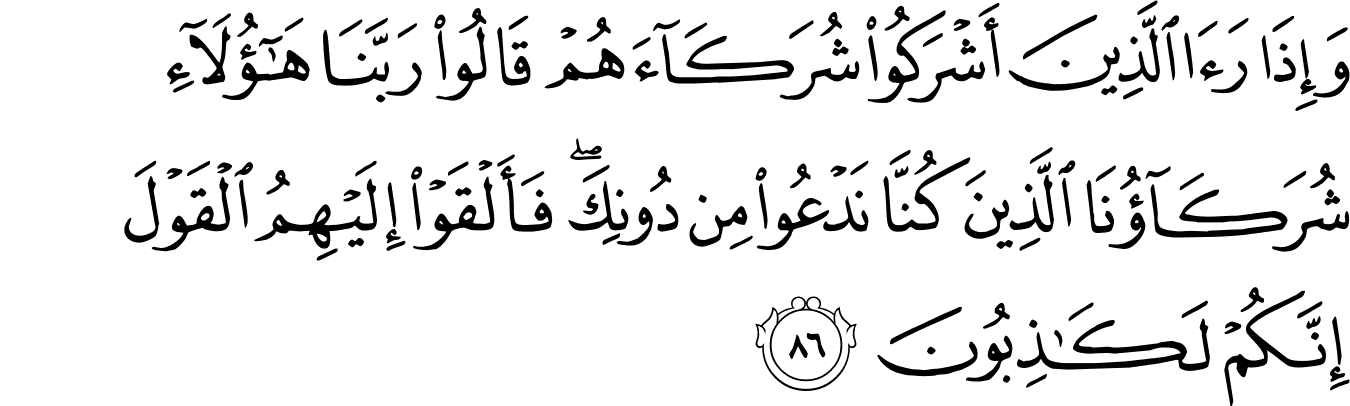 وَإِذَا رَءَا ٱلَّذِينَ أَشۡرَكُواْ شُرَكَآءَهُمۡ قَالُواْ رَبَّنَا هَـٰٓؤُلَآءِ
شُرَكَآؤُنَا ٱلَّذِينَ كُنَّا نَدۡعُواْ مِن دُونِكَۖ فَأَلۡقَوۡاْ إِلَيۡهِمُ ٱلۡقَوۡلَ
إِنَّكُمۡ لَكَـٰذِبُونَ ٨٦